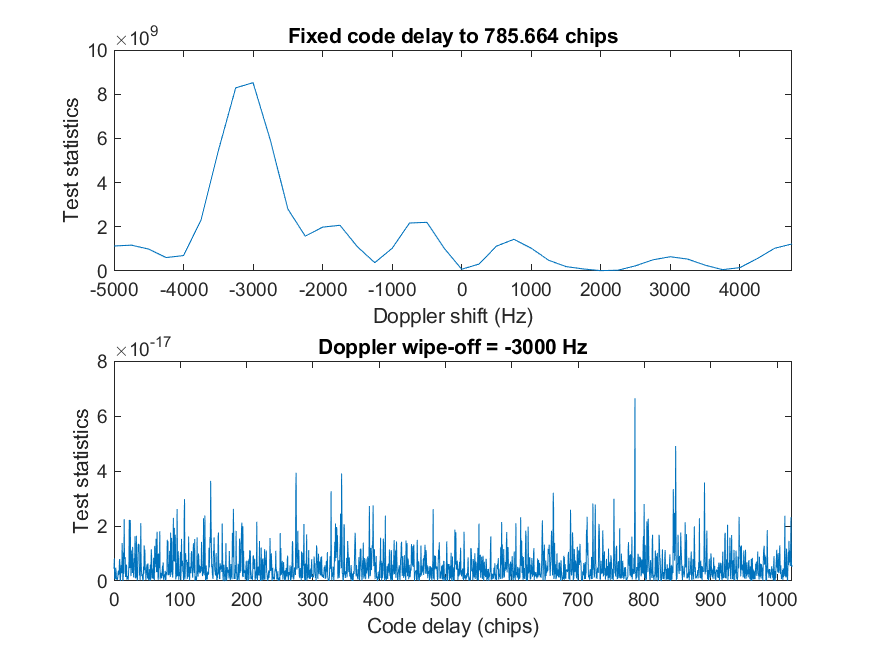 ×10^9
Fixed code delay to 785.664 chips
10
8
6
4
2
0
Test statistics
-5000 -4000 -3000 -2000 -1000 0 1000 2000 3000 4000
Doppler shift (Hz)
×10^-17
Doppler wipe-off = -3000 Hz
8
6
4
2
0
Test statistics
0 100 200 300 400 500 600 700 800 900 1000
Code delay (chips)